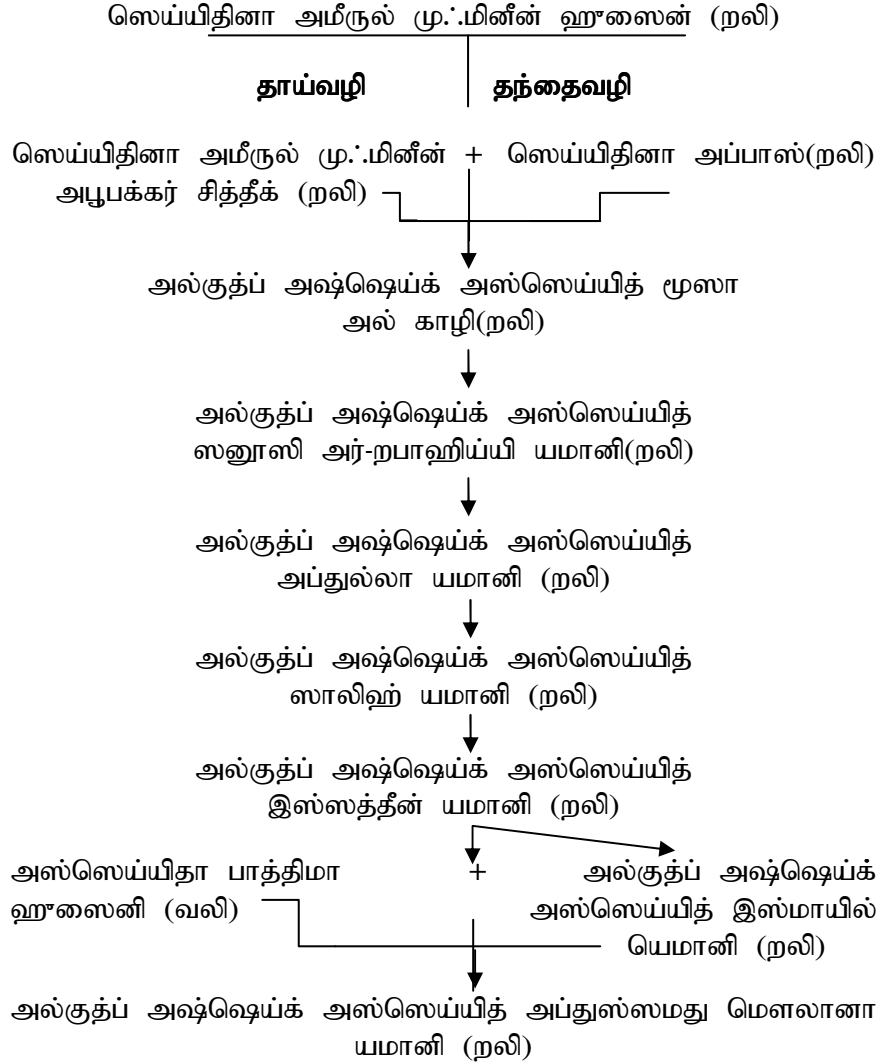 ஸெய்யிதினா அமீருல் மு.்.மினீன் ஹுஸைன் (றலி)
தாய்வழி தந்தைவழி
ஸெய்யிதினா அமீருல் மு.்.மினீன் + ஸெய்யிதினா அப்பாஸ்(றலி)
அபூபக்கர் சித்தீக் (றலி)
அல்குத்ப் அஷ்ஷெய்க் அஸ்ஸெய்யித் மூஸா
அல் காழி(றலி)
அல்குத்ப் அஷ்ஷெய்க் அஸ்ஸெய்யித்
ஸனூஸி அர்-றபாஹிய்யி யமானி(றலி)
அல்குத்ப் அஷ்ஷெய்க் அஸ்ஸெய்யித்
அப்துல்லா யமானி (றலி)
அல்குத்ப் அஷ்ஷெய்க் அஸ்ஸெய்யித்
ஸாலிஹ் யமானி (றலி)
அல்குத்ப் அஷ்ஷெய்க் அஸ்ஸெய்யித்
இஸ்ஸத்தீன் யமானி (றலி)
அஸ்ஸெய்யிதா பாத்திமா + அல்குத்ப் அஷ்ஷெய்க்
ஹுஸைனி (வலி) அஸ்ஸெய்யித் இஸ்மாயில்
யெமானி (றலி)
அல்குத்ப் அஷ்ஷெய்க் அஸ்ஸெய்யித் அப்துஸ்ஸமது மௌலானா
யமானி (றலி)